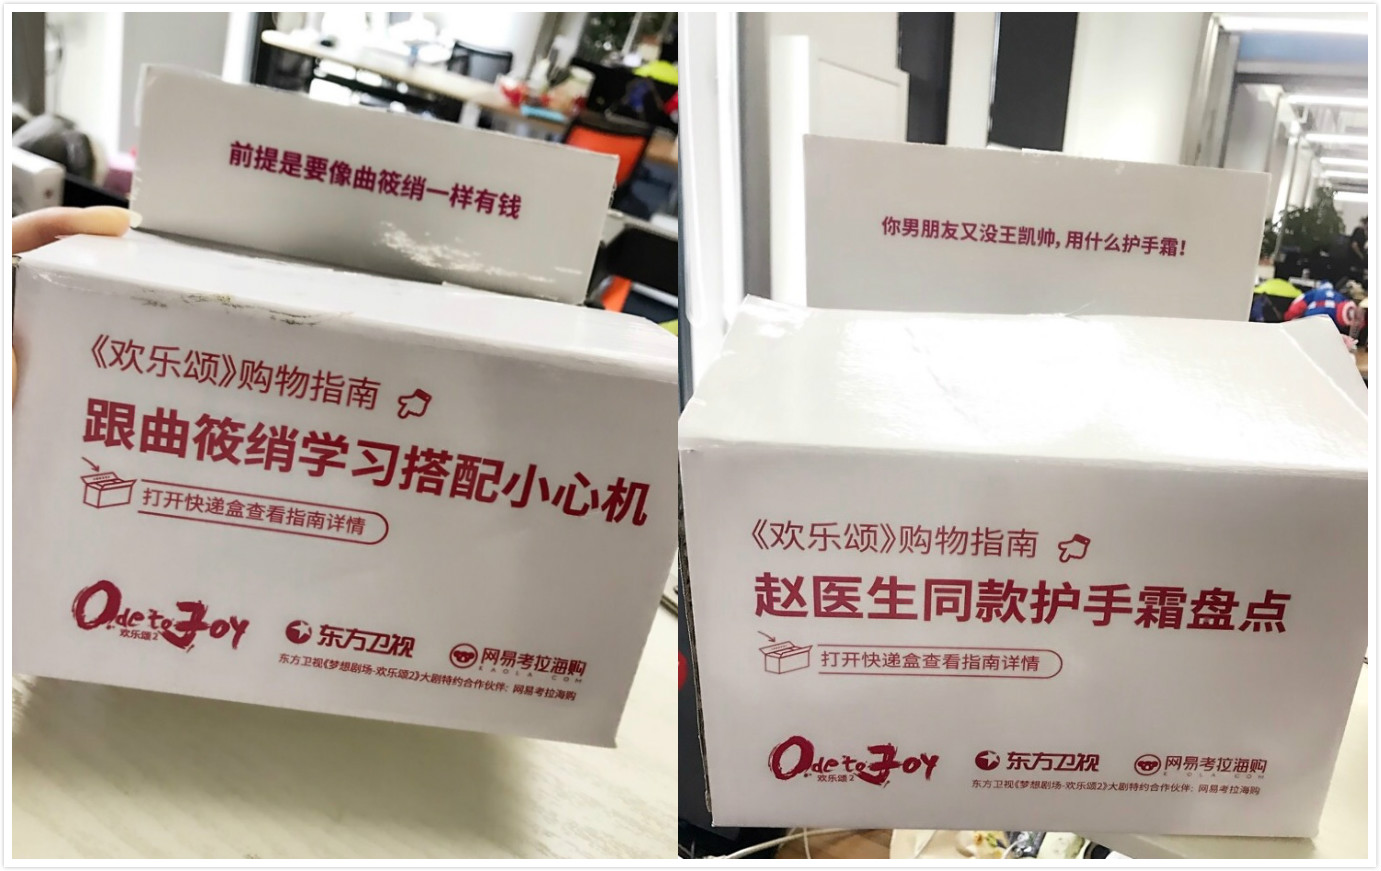 前提是要像曲筱绡一样有钱
《欢乐颂》购物指南
跟曲筱绡学习搭配小心机
打开快递盒查看指南详情
Ode to Joy
欢乐颂2
东方卫视
网易考拉海购
KAOLA.COM
东方卫视《梦想剧场-欢乐颂2》大剧特约合作伙伴：网易考拉海购
你男朋友又没王凯帅,用什么护手霜!
《欢乐颂》购物指南
赵医生同款护手霜盘点
打开快递盒查看指南详情
Ode to Joy
欢乐颂2
东方卫视
网易考拉海购
KAOLA.COM
东方卫视《梦想剧场-欢乐颂2》大剧特约合作伙伴：网易考拉海购